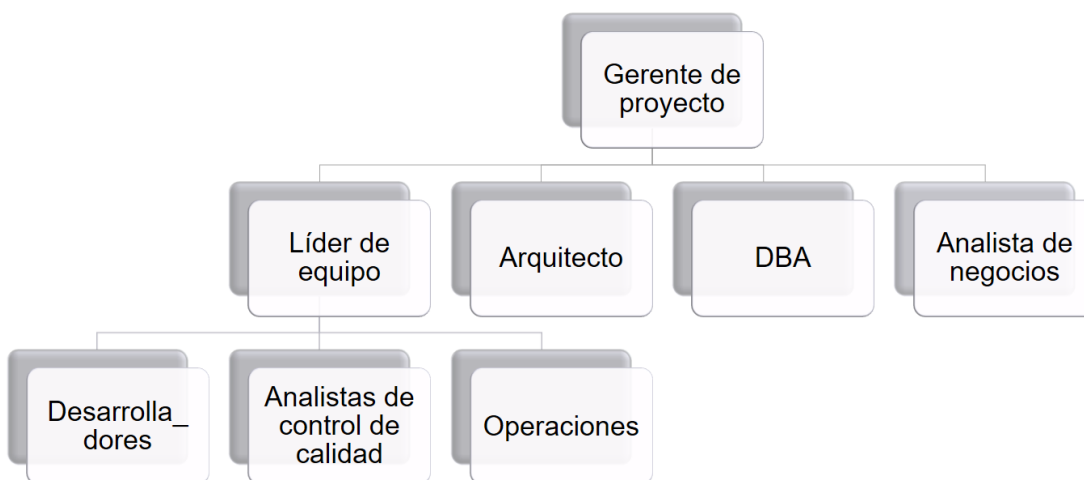 Gerente de
proyecto
Líder de
equipo
Arquitecto
DBA
Analista de
negocios
Desarrolla_
dores
Analistas de
control de
calidad
Operaciones